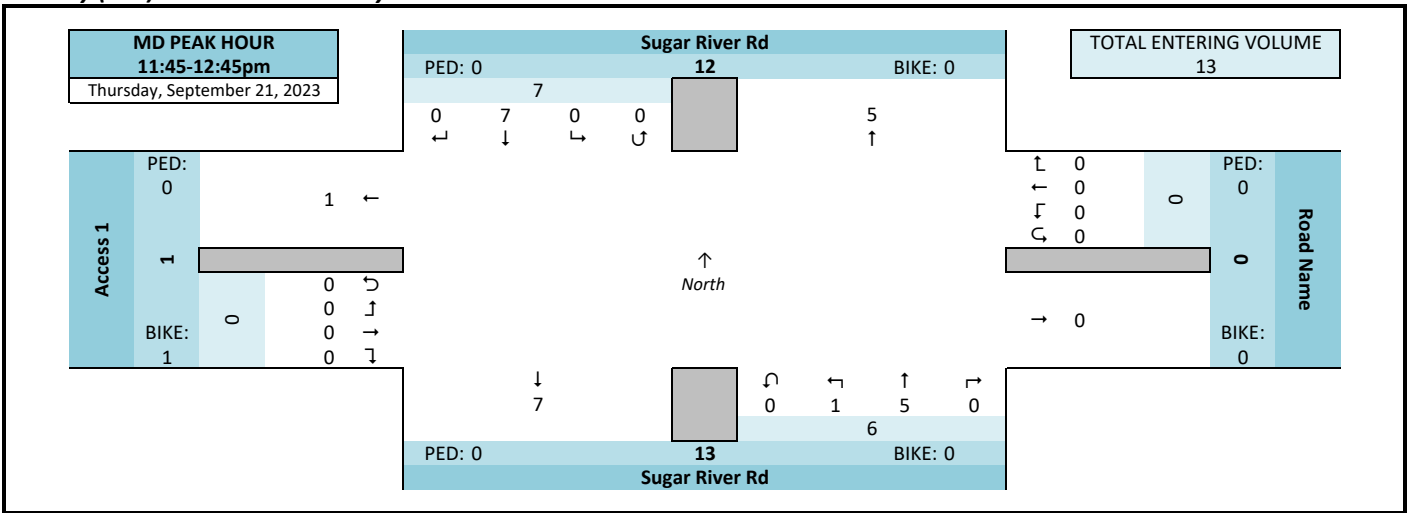 MD PEAK HOUR
11:45-12:45pm
Thursday, September 21, 2023
Sugar River Rd
PED: 0 12 BIKE: 0
TOTAL ENTERING VOLUME
13
7
0 7 0 0 5
↵ ↓ ↳ ↺ ↑
Access 1
PED:
0
1 ←
1
0
BIKE:
1
0 ⮌
0 ⮥
0 →
0 ⮧
↑
North
↰ 0
← 0
↲ 0
⮎ 0
0
PED:
0
0
Road Name
→ 0
BIKE:
0
↓
7
↶ ↰ ↑ ↱
0 1 5 0
6
PED: 0 13 BIKE: 0
Sugar River Rd